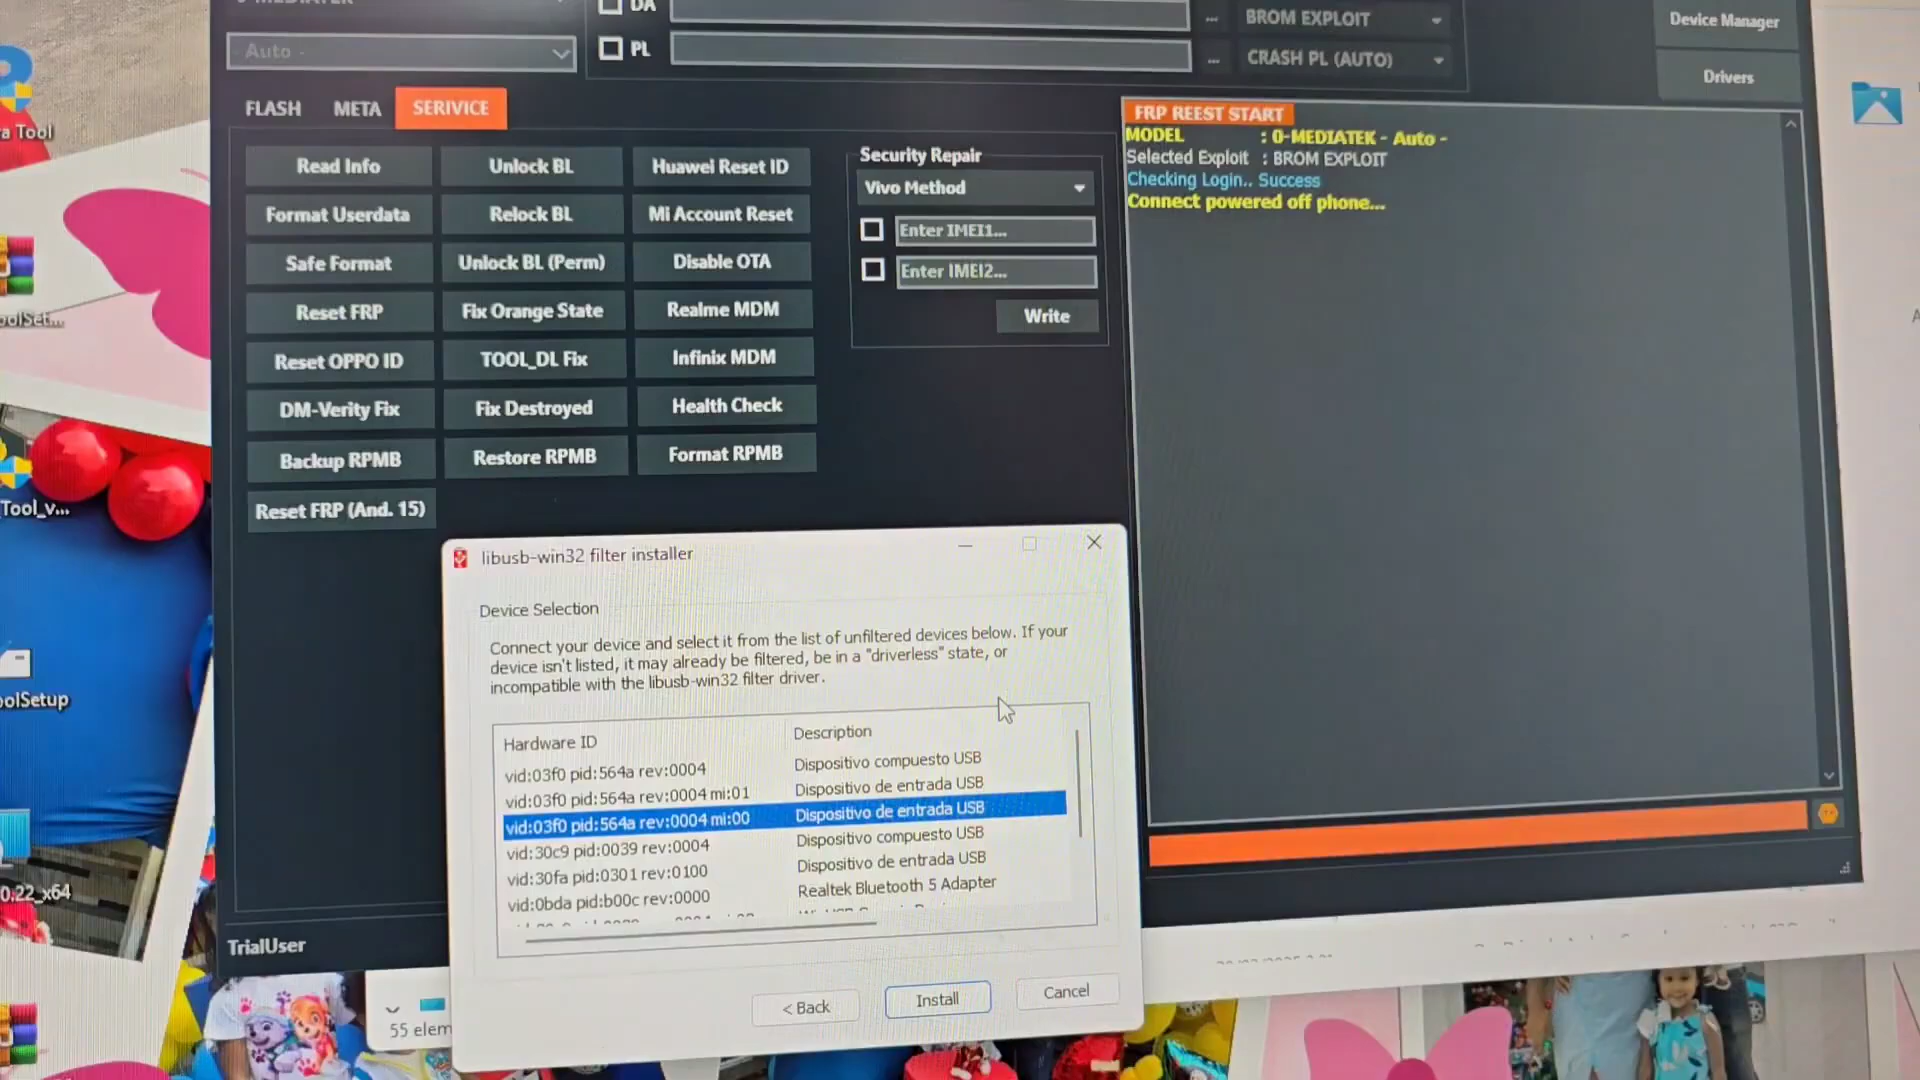 DA
BROM EXPLOIT
Device Manager
Auto -
PL
CRASH PL (AUTO)
Drivers
FLASH
META
SERIVICE
Read Info
Unlock BL
Huawei Reset ID
Format Userdata
Relock BL
Mi Account Reset
Safe Format
Unlock BL (Perm)
Disable OTA
Reset FRP
Fix Orange State
Realme MDM
Reset OPPO ID
TOOL_DL Fix
Infinix MDM
DM-Verity Fix
Fix Destroyed
Health Check
Backup RPMB
Restore RPMB
Format RPMB
Reset FRP (And. 15)
Security Repair
Vivo Method
Enter IMEI1...
Enter IMEI2...
Write
FRP REEST START
MODEL : 0-MEDIATEK - Auto -
Selected Exploit : BROM EXPLOIT
Checking Login.. Success
Connect powered off phone...
libusb-win32 filter installer
Device Selection
Connect your device and select it from the list of unfiltered devices below. If your
device isn't listed, it may already be filtered, be in a "driverless" state, or
incompatible with the libusb-win32 filter driver.
Hardware ID Description
vid:03f0 pid:564a rev:0004 Dispositivo compuesto USB
vid:03f0 pid:564a rev:0004 mi:01 Dispositivo de entrada USB
vid:03f0 pid:564a rev:0004 mi:00 Dispositivo de entrada USB
vid:30c9 pid:0039 rev:0004 Dispositivo compuesto USB
vid:30fa pid:0301 rev:0100 Dispositivo de entrada USB
vid:0bda pid:b00c rev:0000 Realtek Bluetooth 5 Adapter
< Back
Install
Cancel
TrialUser
55 elem
a Tool
oolSet...
Tool_v...
oolSetup
0.22_x64